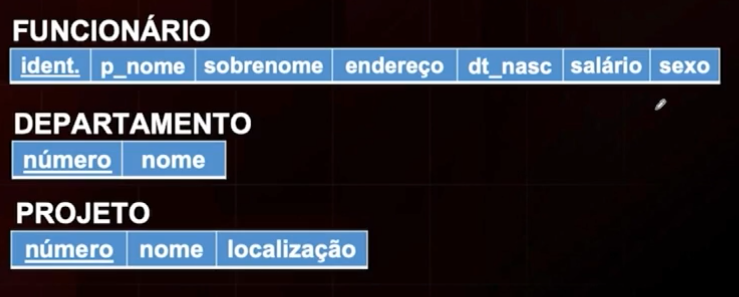 FUNCIONÁRIO
ident. p_nome sobrenome endereço dt_nasc salário sexo
DEPARTAMENTO
número nome
PROJETO
número nome localização